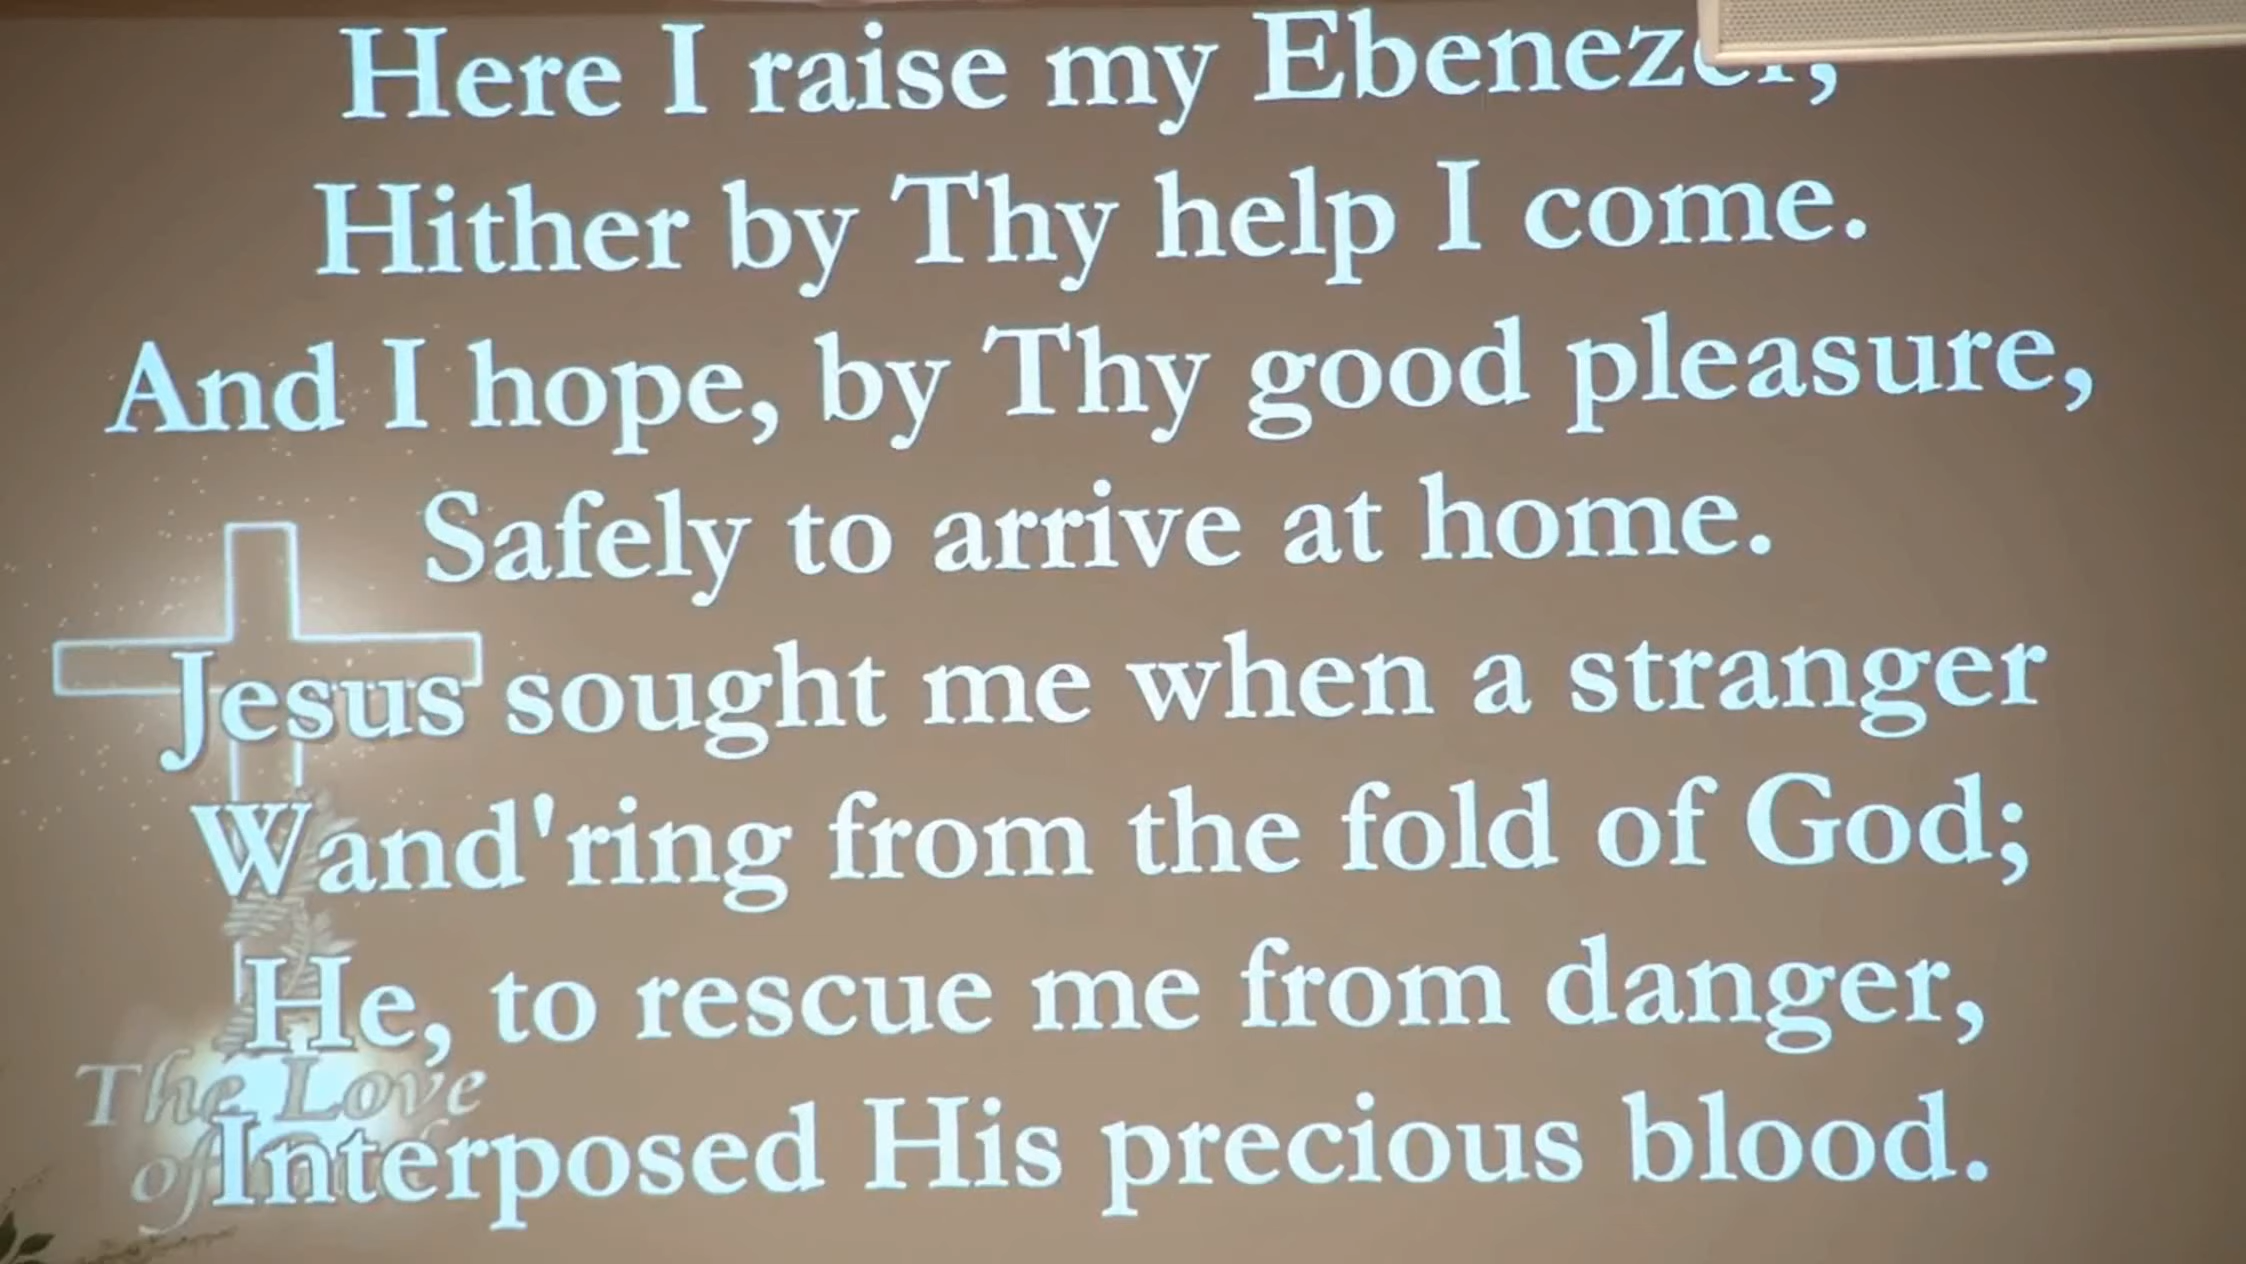 Here I raise my Ebenezer,
Hither by Thy help I come.
And I hope, by Thy good pleasure,
Safely to arrive at home.
Jesus sought me when a stranger
Wand'ring from the fold of God;
He, to rescue me from danger,
The Love
of
Interposed His precious blood.